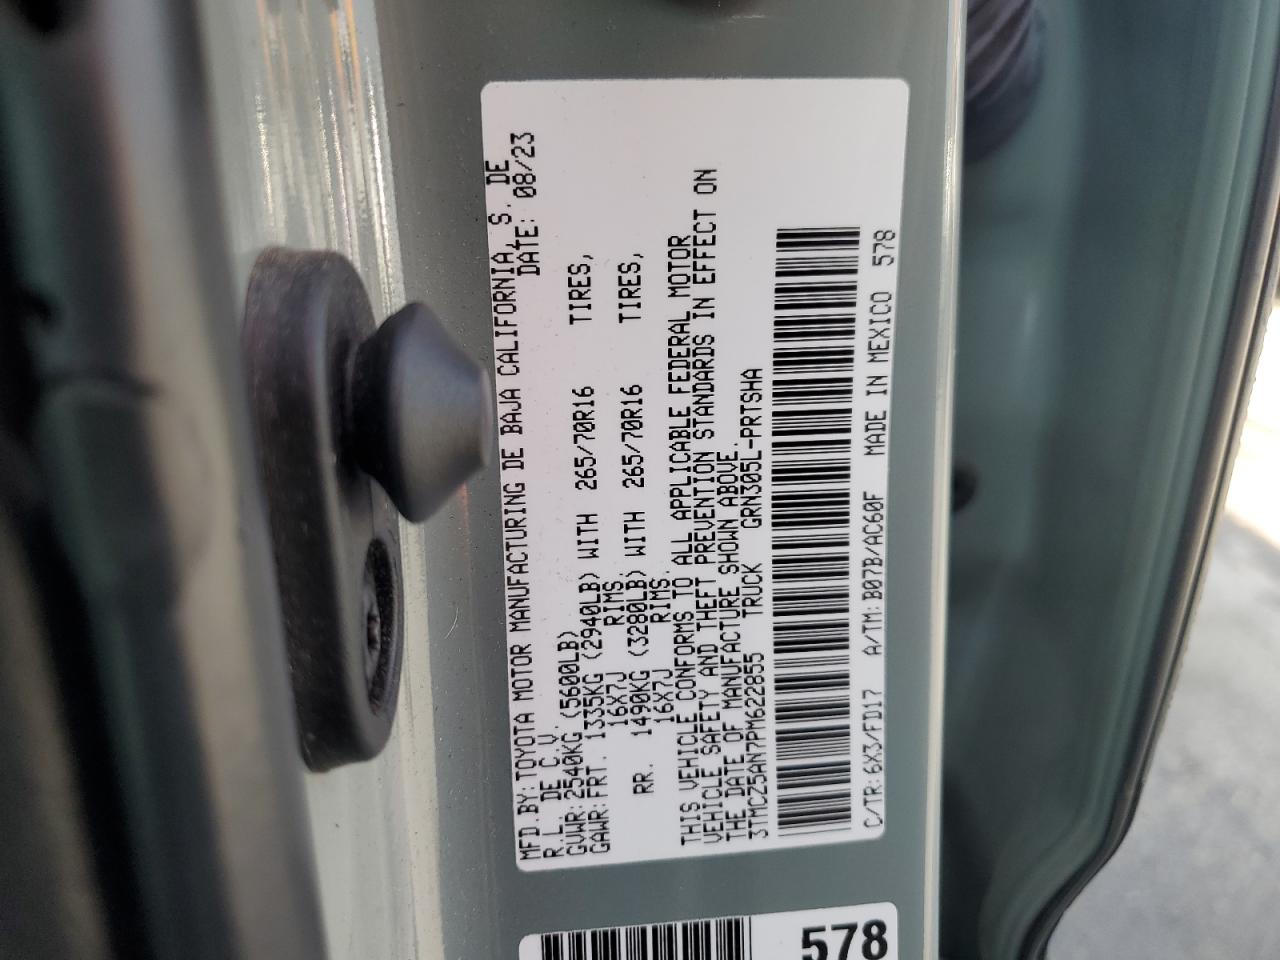 MFD.BY:TOYOTA MOTOR MANUFACTURING DE BAJA CALIFORNIA, S. DE
R.L. DE C.V. DATE: 08/23
GVWR:2540KG (5600LB)
GAWR:FRT. 1335KG (2940LB) WITH 265/70R16 TIRES,
16X7J RIMS.
RR. 1490KG (3280LB) WITH 265/70R16 TIRES,
16X7J RIMS.
THIS VEHICLE CONFORMS TO ALL APPLICABLE FEDERAL MOTOR
VEHICLE SAFETY AND THEFT PREVENTION STANDARDS IN EFFECT ON
THE DATE OF MANUFACTURE SHOWN ABOVE.
3TMCZ5AN7PM622855 TRUCK GRN305L-PRTSHA
C/TR:6X3/FD17 A/TM:B07B/AC60F MADE IN MEXICO 578
578